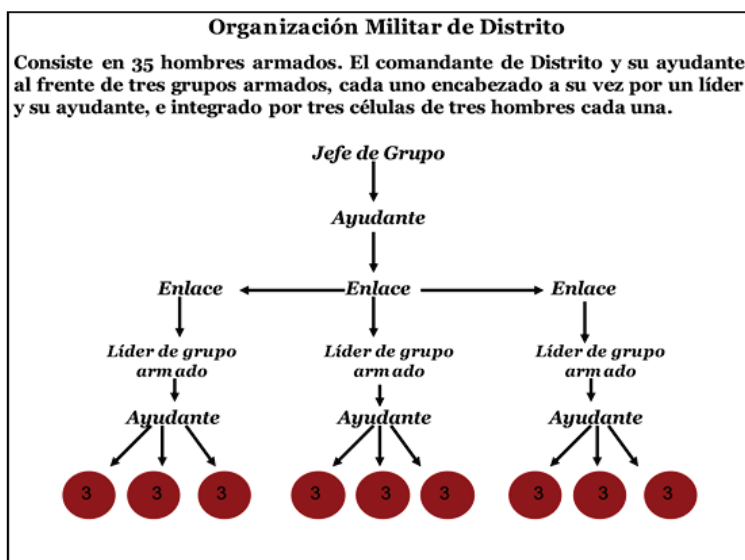 Organización Militar de Distrito
Consiste en 35 hombres armados. El comandante de Distrito y su ayudante
al frente de tres grupos armados, cada uno encabezado a su vez por un líder
y su ayudante, e integrado por tres células de tres hombres cada una.
Jefe de Grupo
Ayudante
Enlace Enlace Enlace
Líder de grupo Líder de grupo Líder de grupo
armado armado armado
Ayudante Ayudante Ayudante
3 3 3 3 3 3 3 3 3